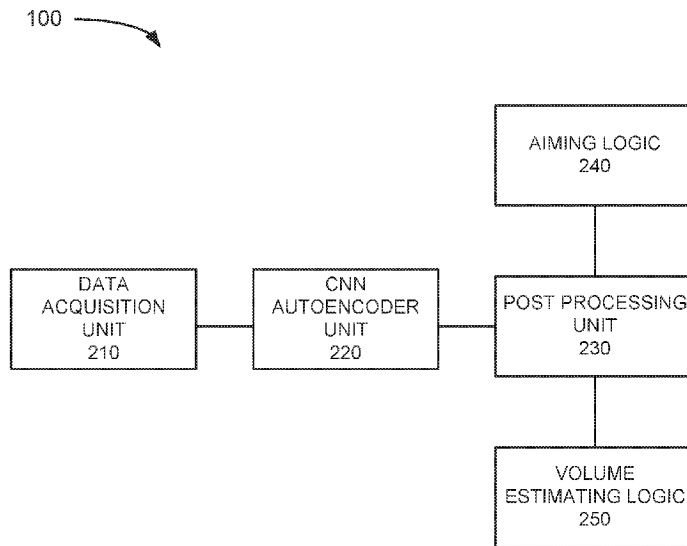 100
AIMING LOGIC
240
DATA
ACQUISITION
UNIT
210
CNN
AUTOENCODER
UNIT
220
POST PROCESSING
UNIT
230
VOLUME
ESTIMATING LOGIC
250